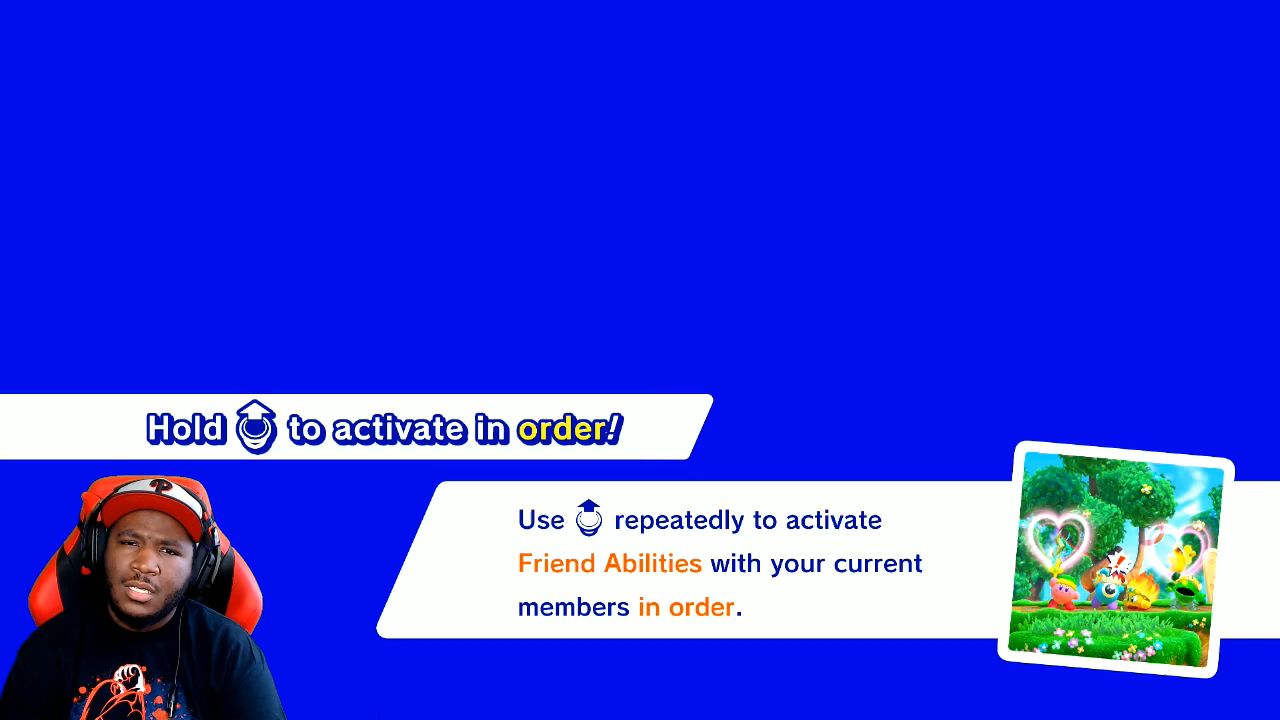 Hold to activate in order!
Use repeatedly to activate
Friend Abilities with your current
members in order.
P